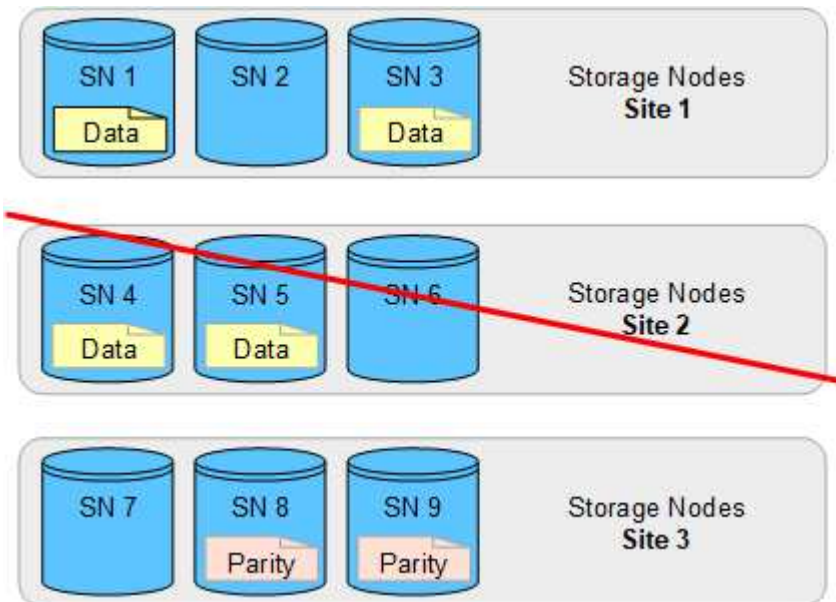 SN 1 SN 2 SN 3 Storage Nodes
Site 1
Data Data
SN 4 SN 5 SN 6 Storage Nodes
Site 2
Data Data
SN 7 SN 8 SN 9 Storage Nodes
Site 3
Parity Parity